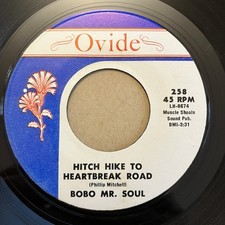 Ovide
258
45 RPM
LH-8674
Muscle Shoals
Sound Pub.
BMI-2:31
HITCH HIKE TO
HEARTBREAK ROAD
(Phillip Mitchell)
BOBO MR. SOUL